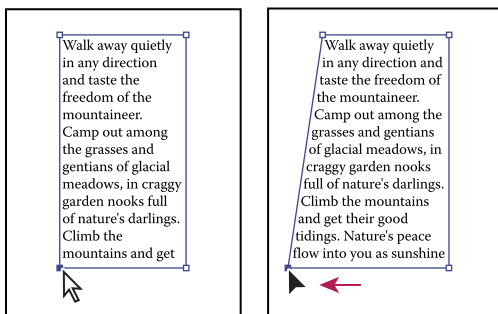 Walk away quietly
in any direction
and taste the
freedom of the
mountaineer.
Camp out among
the grasses and
gentians of glacial
meadows, in craggy
garden nooks full
of nature's darlings.
Climb the
mountains and get
Walk away quietly
in any direction and
taste the freedom of
the mountaineer.
Camp out among the
grasses and gentians
of glacial meadows, in
craggy garden nooks
full of nature's darlings.
Climb the mountains
and get their good
tidings. Nature's peace
flow into you as sunshine